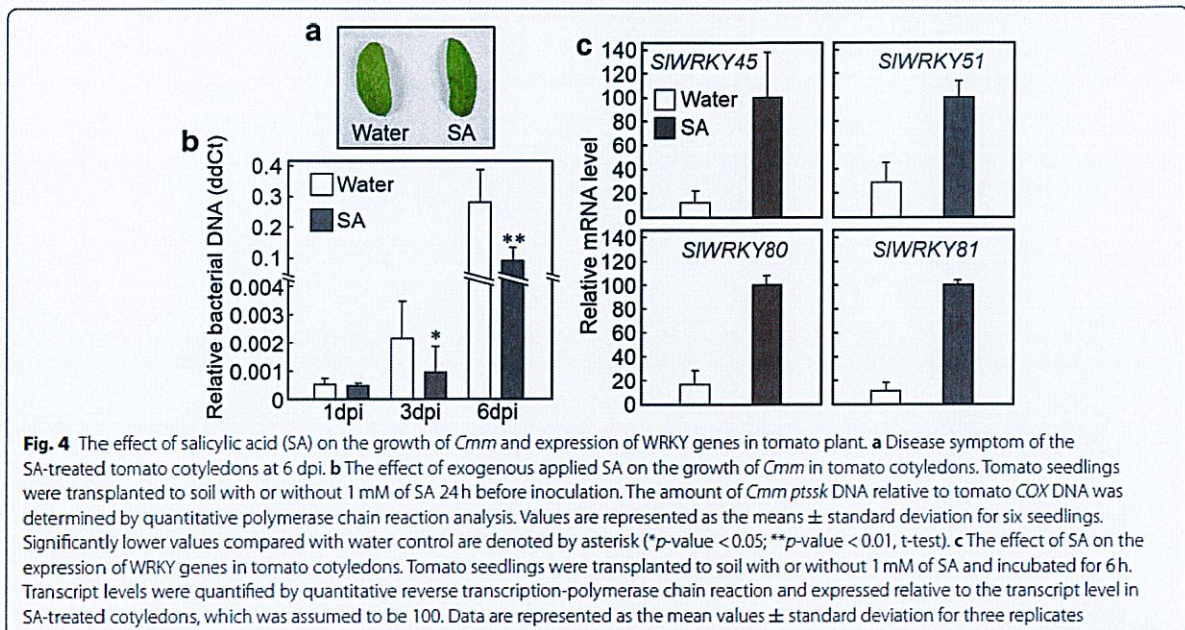 a
Water SA
b
Relative bacterial DNA (ddCt)
0.4
0.3
0.2
0.1
0.004
0.003
0.002
0.001
0
Water
SA
*
**
1dpi 3dpi 6dpi
c
Relative mRNA level
140
120
100
80
60
40
20
0
SlWRKY45
Water
SA
SlWRKY51
140
120
100
80
60
40
20
0
SlWRKY80
SlWRKY81
Fig. 4 The effect of salicylic acid (SA) on the growth of Cmm and expression of WRKY genes in tomato plant. a Disease symptom of the
SA-treated tomato cotyledons at 6 dpi. b The effect of exogenous applied SA on the growth of Cmm in tomato cotyledons. Tomato seedlings
were transplanted to soil with or without 1 mM of SA 24 h before inoculation. The amount of Cmm ptssk DNA relative to tomato COX DNA was
determined by quantitative polymerase chain reaction analysis. Values are represented as the means ± standard deviation for six seedlings.
Significantly lower values compared with water control are denoted by asterisk (*p-value < 0.05; **p-value < 0.01, t-test). c The effect of SA on the
expression of WRKY genes in tomato cotyledons. Tomato seedlings were transplanted to soil with or without 1 mM of SA and incubated for 6 h.
Transcript levels were quantified by quantitative reverse transcription-polymerase chain reaction and expressed relative to the transcript level in
SA-treated cotyledons, which was assumed to be 100. Data are represented as the mean values ± standard deviation for three replicates